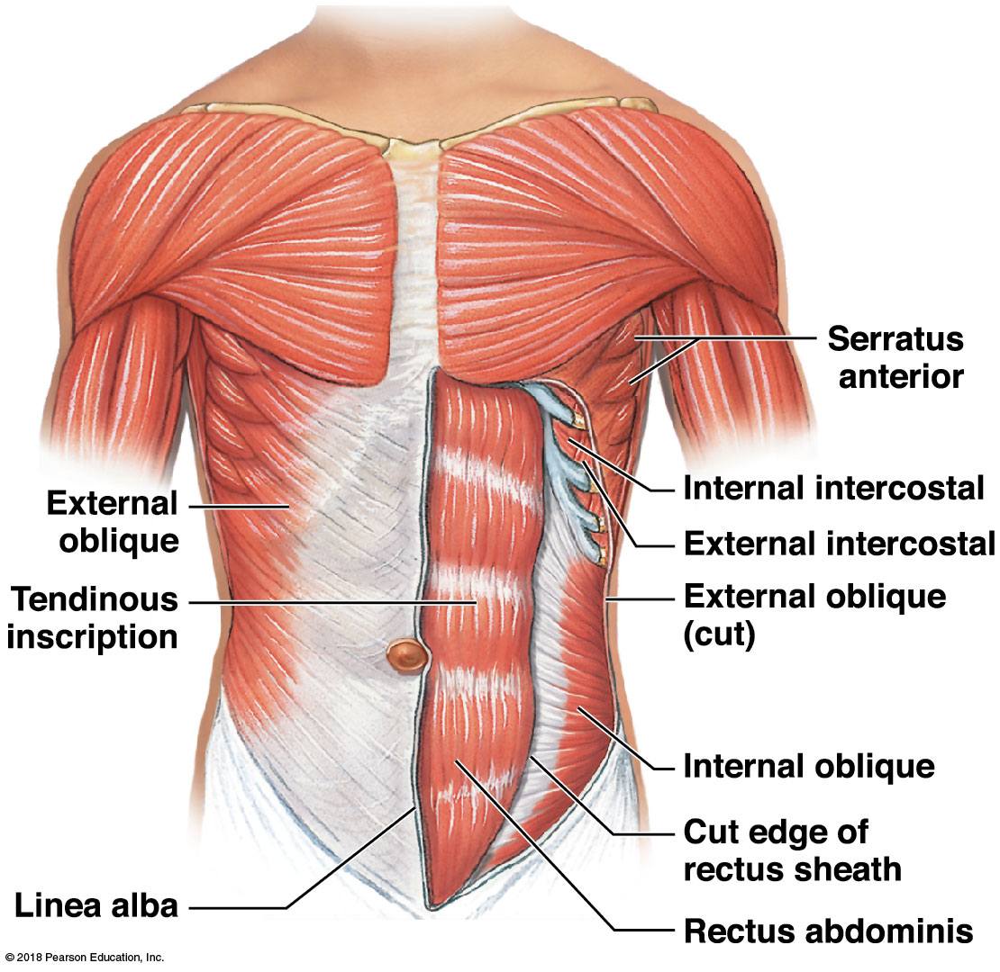 Serratus
anterior
Internal intercostal
External
oblique
External intercostal
Tendinous
inscription
External oblique
(cut)
Internal oblique
Cut edge of
rectus sheath
Linea alba
Rectus abdominis
© 2018 Pearson Education, Inc.